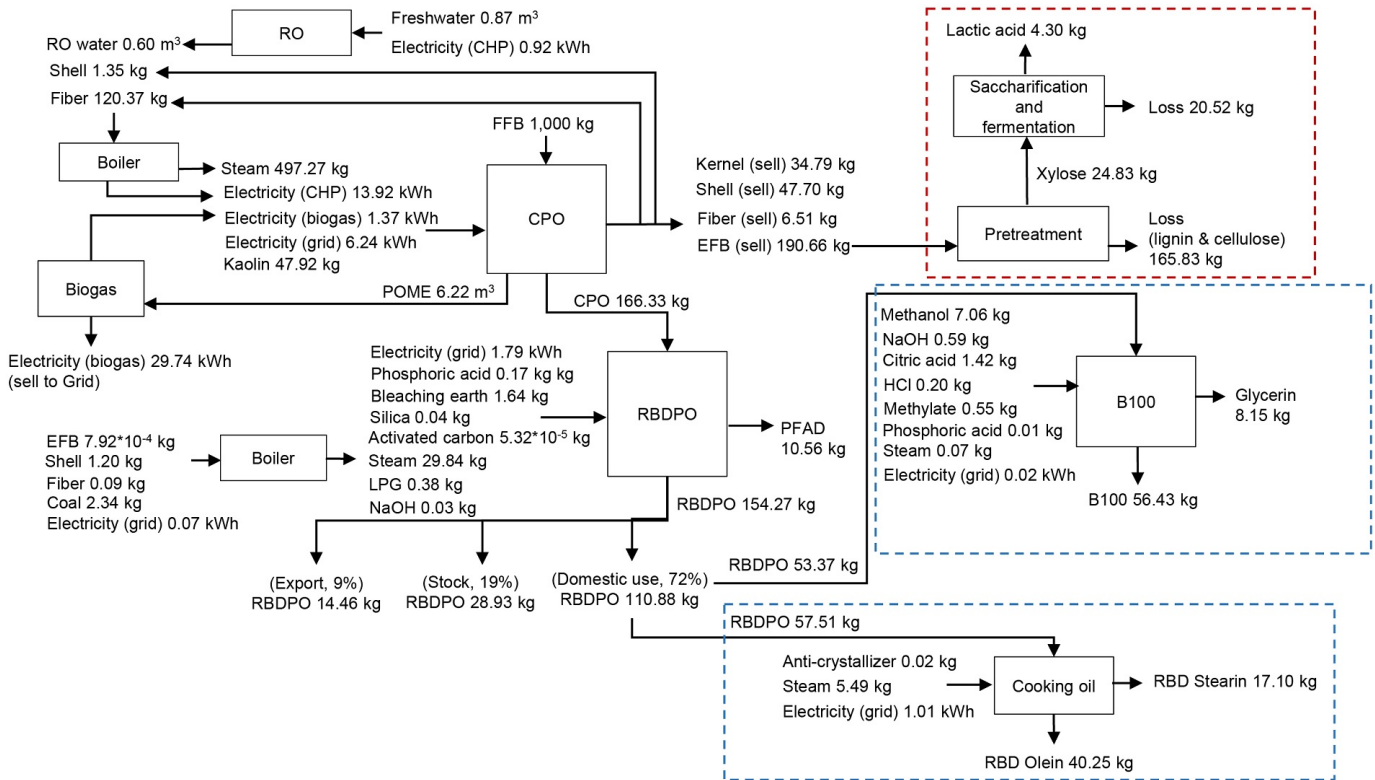 Freshwater 0.87 m³
RO
Electricity (CHP) 0.92 kWh
RO water 0.60 m³
Shell 1.35 kg
Fiber 120.37 kg
Boiler
Steam 497.27 kg
Electricity (CHP) 13.92 kWh
Electricity (biogas) 1.37 kWh
Electricity (grid) 6.24 kWh
Kaolin 47.92 kg
Biogas
Electricity (biogas) 29.74 kWh
(sell to Grid)
POME 6.22 m³
FFB 1,000 kg
CPO
Kernel (sell) 34.79 kg
Shell (sell) 47.70 kg
Fiber (sell) 6.51 kg
EFB (sell) 190.66 kg
Lactic acid 4.30 kg
Saccharification
and
fermentation
Loss 20.52 kg
Xylose 24.83 kg
Pretreatment
Loss
(lignin & cellulose)
165.83 kg
CPO 166.33 kg
Electricity (grid) 1.79 kWh
Phosphoric acid 0.17 kg kg
Bleaching earth 1.64 kg
Silica 0.04 kg
Activated carbon 5.32*10⁻⁵ kg
Steam 29.84 kg
LPG 0.38 kg
NaOH 0.03 kg
EFB 7.92*10⁻⁴ kg
Shell 1.20 kg
Fiber 0.09 kg
Coal 2.34 kg
Electricity (grid) 0.07 kWh
Boiler
RBDPO
PFAD
10.56 kg
RBDPO 154.27 kg
(Export, 9%)
RBDPO 14.46 kg
(Stock, 19%)
RBDPO 28.93 kg
(Domestic use, 72%)
RBDPO 110.88 kg
RBDPO 53.37 kg
Methanol 7.06 kg
NaOH 0.59 kg
Citric acid 1.42 kg
HCl 0.20 kg
Methylate 0.55 kg
Phosphoric acid 0.01 kg
Steam 0.07 kg
Electricity (grid) 0.02 kWh
B100
Glycerin
8.15 kg
B100 56.43 kg
RBDPO 57.51 kg
Anti-crystallizer 0.02 kg
Steam 5.49 kg
Electricity (grid) 1.01 kWh
Cooking oil
RBD Stearin 17.10 kg
RBD Olein 40.25 kg